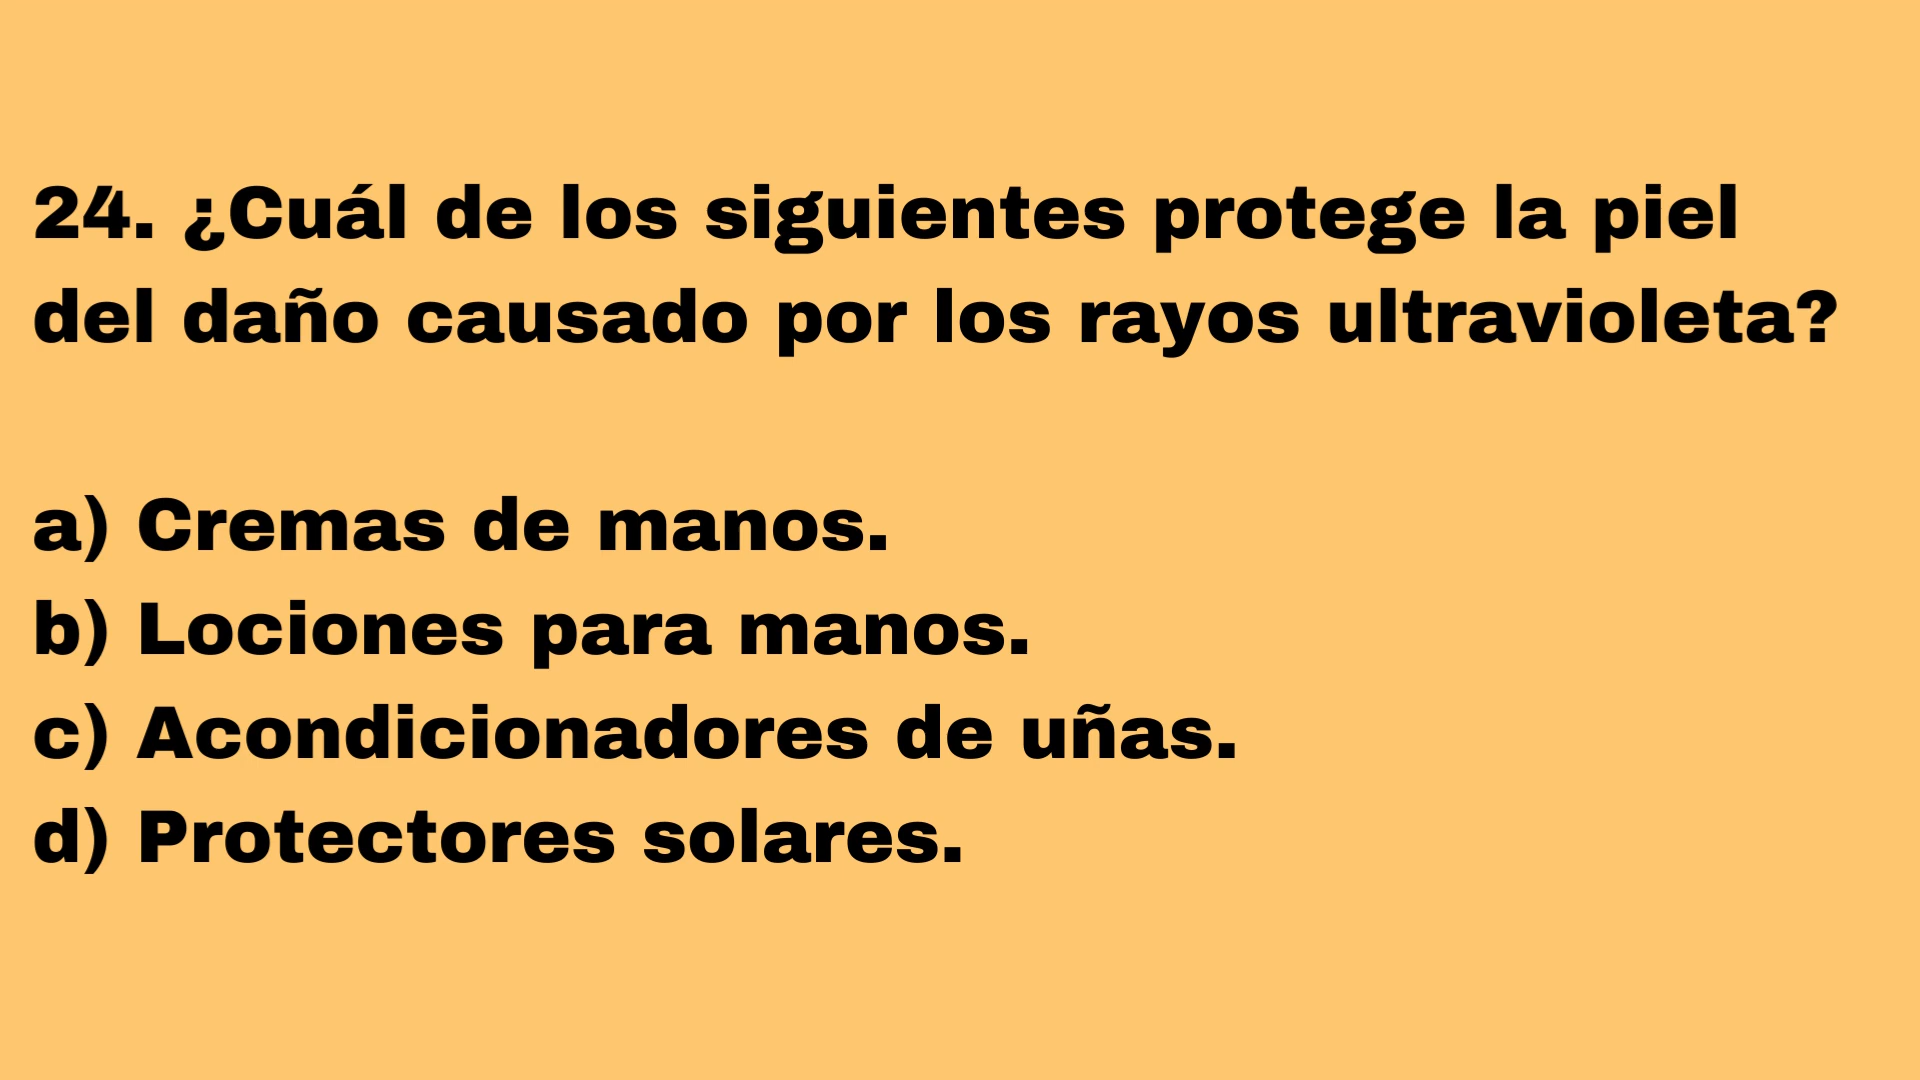 24. ¿Cuál de los siguientes protege la piel
del daño causado por los rayos ultravioleta?
a) Cremas de manos.
b) Lociones para manos.
c) Acondicionadores de uñas.
d) Protectores solares.